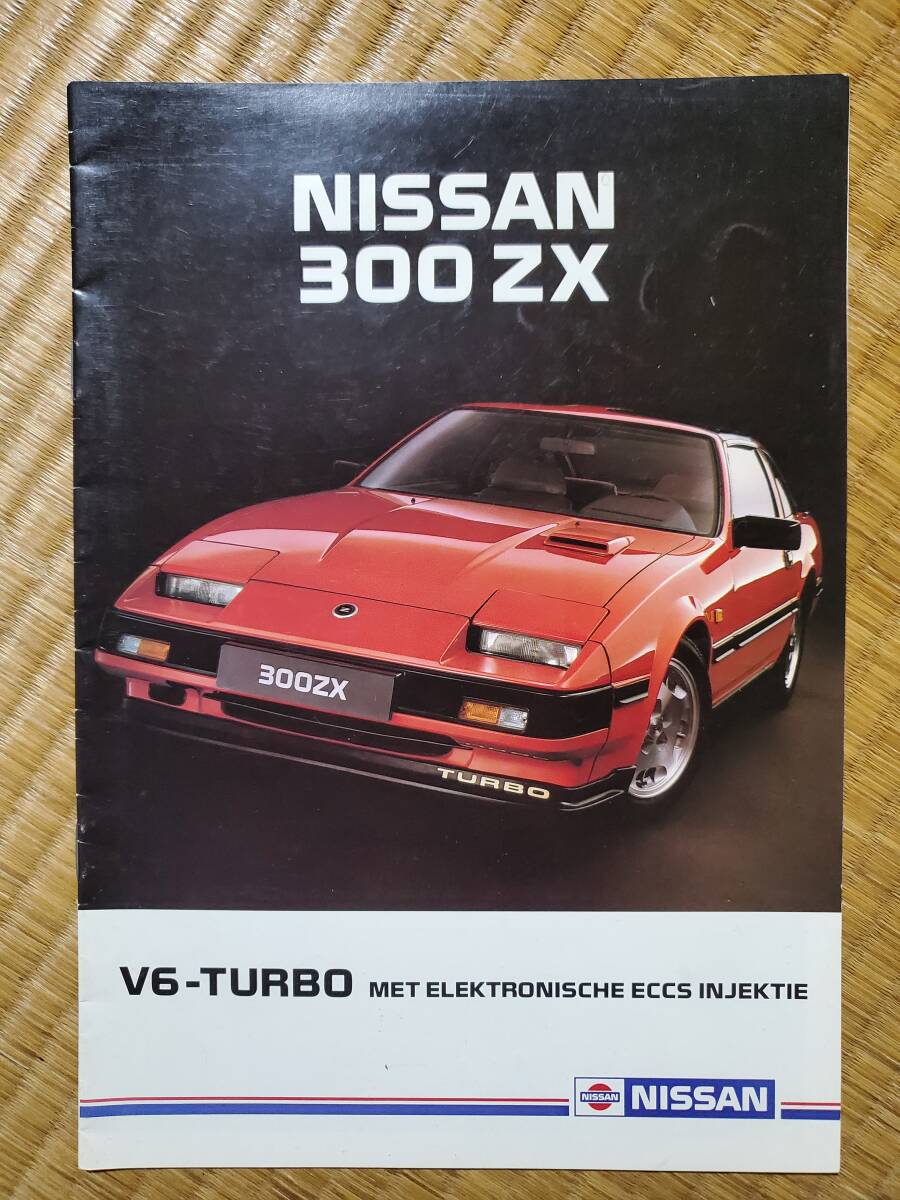 NISSAN
300 ZX
300ZX
TURBO
V6-TURBO MET ELEKTRONISCHE ECCS INJEKTIE
NISSAN NISSAN